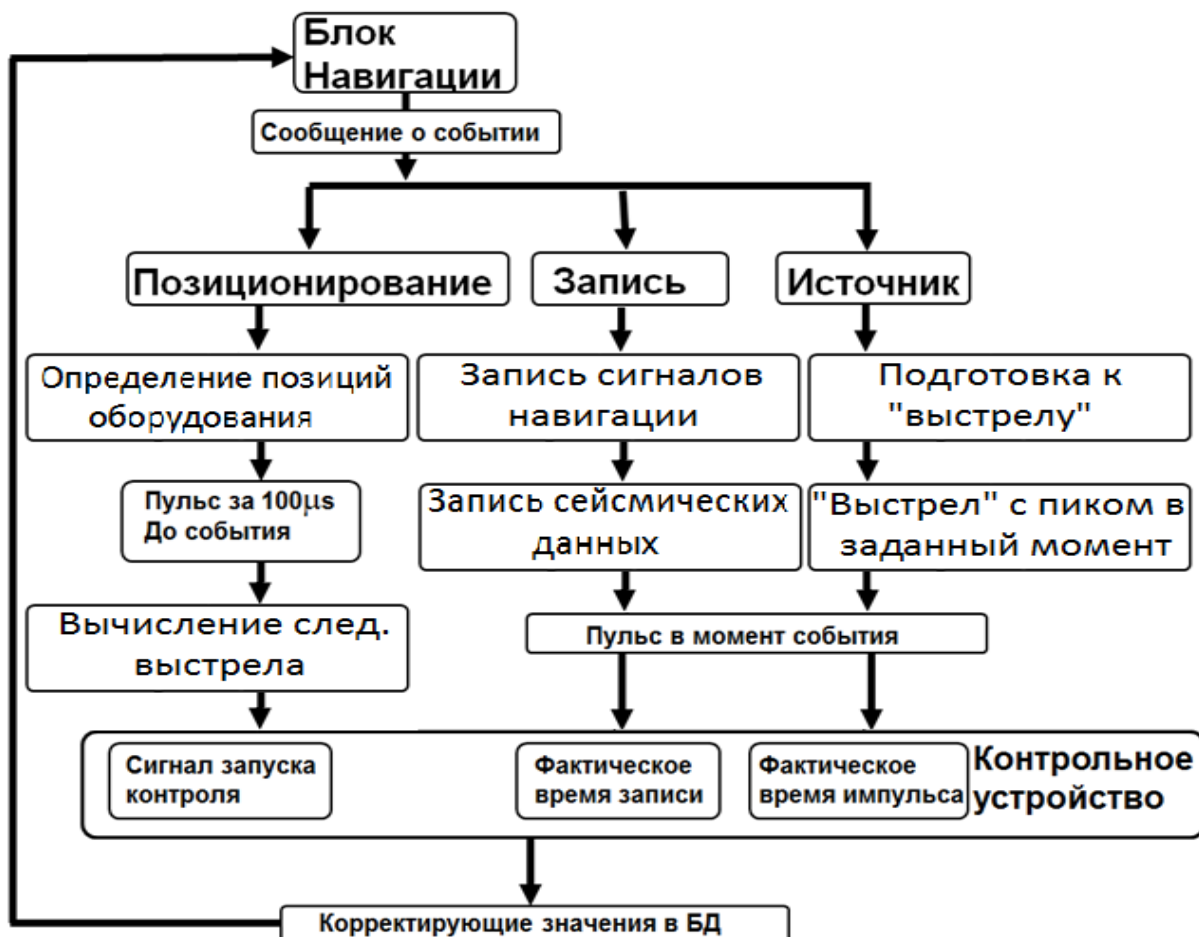 Блок
Навигации
Сообщение о событии
Позиционирование
Запись
Источник
Определение позиций
оборудования
Запись сигналов
навигации
Подготовка к
"выстрелу"
Пульс за 100μs
До события
Запись сейсмических
данных
"Выстрел" с пиком в
заданный момент
Вычисление след.
выстрела
Пульс в момент события
Сигнал запуска
контроля
Фактическое
время записи
Фактическое
время импульса
Контрольное
устройство
Корректирующие значения в БД